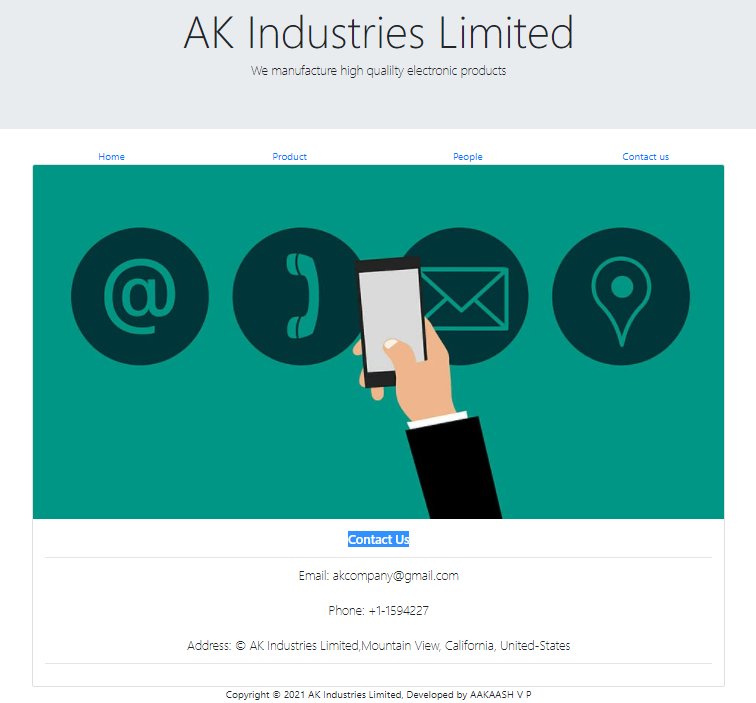 AK Industries Limited
We manufacture high qualilty electronic products
Home Product People Contact us
@
Contact Us
Email: akcompany@gmail.com
Phone: +1-1594227
Address: © AK Industries Limited,Mountain View, California, United-States
Copyright © 2021 AK Industries Limited, Developed by AAKAASH V P